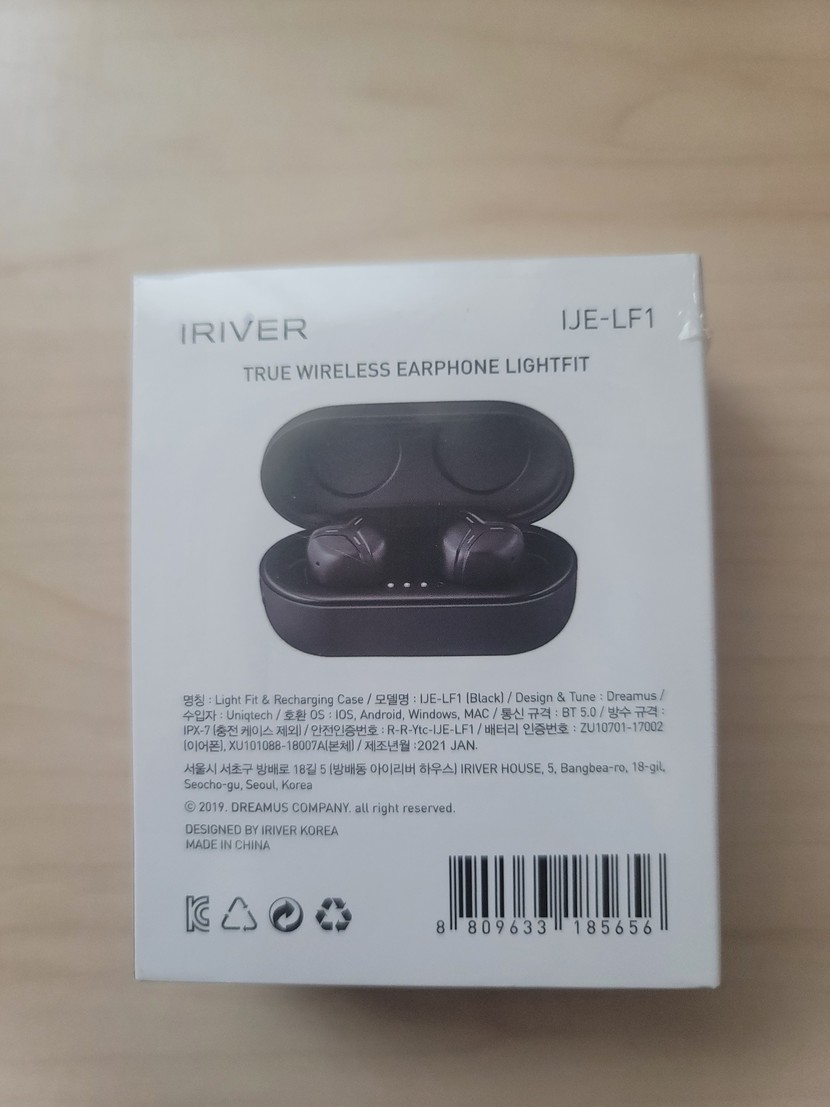 IRIVER
IJE-LF1
TRUE WIRELESS EARPHONE LIGHTFIT
명칭 : Light Fit & Recharging Case / 모델명 : IJE-LF1 (Black) / Design & Tune : Dreamus /
수입자 : Uniqtech / 호환 OS : IOS, Android, Windows, MAC / 통신 규격 : BT 5.0 / 방수 규격 :
IPX-7 (충전 케이스 제외) / 안전인증번호 : R-R-Ytc-IJE-LF1 / 배터리 인증번호 : ZU10701-17002
(이어폰), XU101088-18007A(본체) / 제조년월 :2021 JAN.
서울시 서초구 방배로 18길 5 (방배동 아이리버 하우스) IRIVER HOUSE, 5, Bangbea-ro, 18-gil,
Seocho-gu, Seoul, Korea
© 2019. DREAMUS COMPANY. all right reserved.
DESIGNED BY IRIVER KOREA
MADE IN CHINA
8 809633 185656